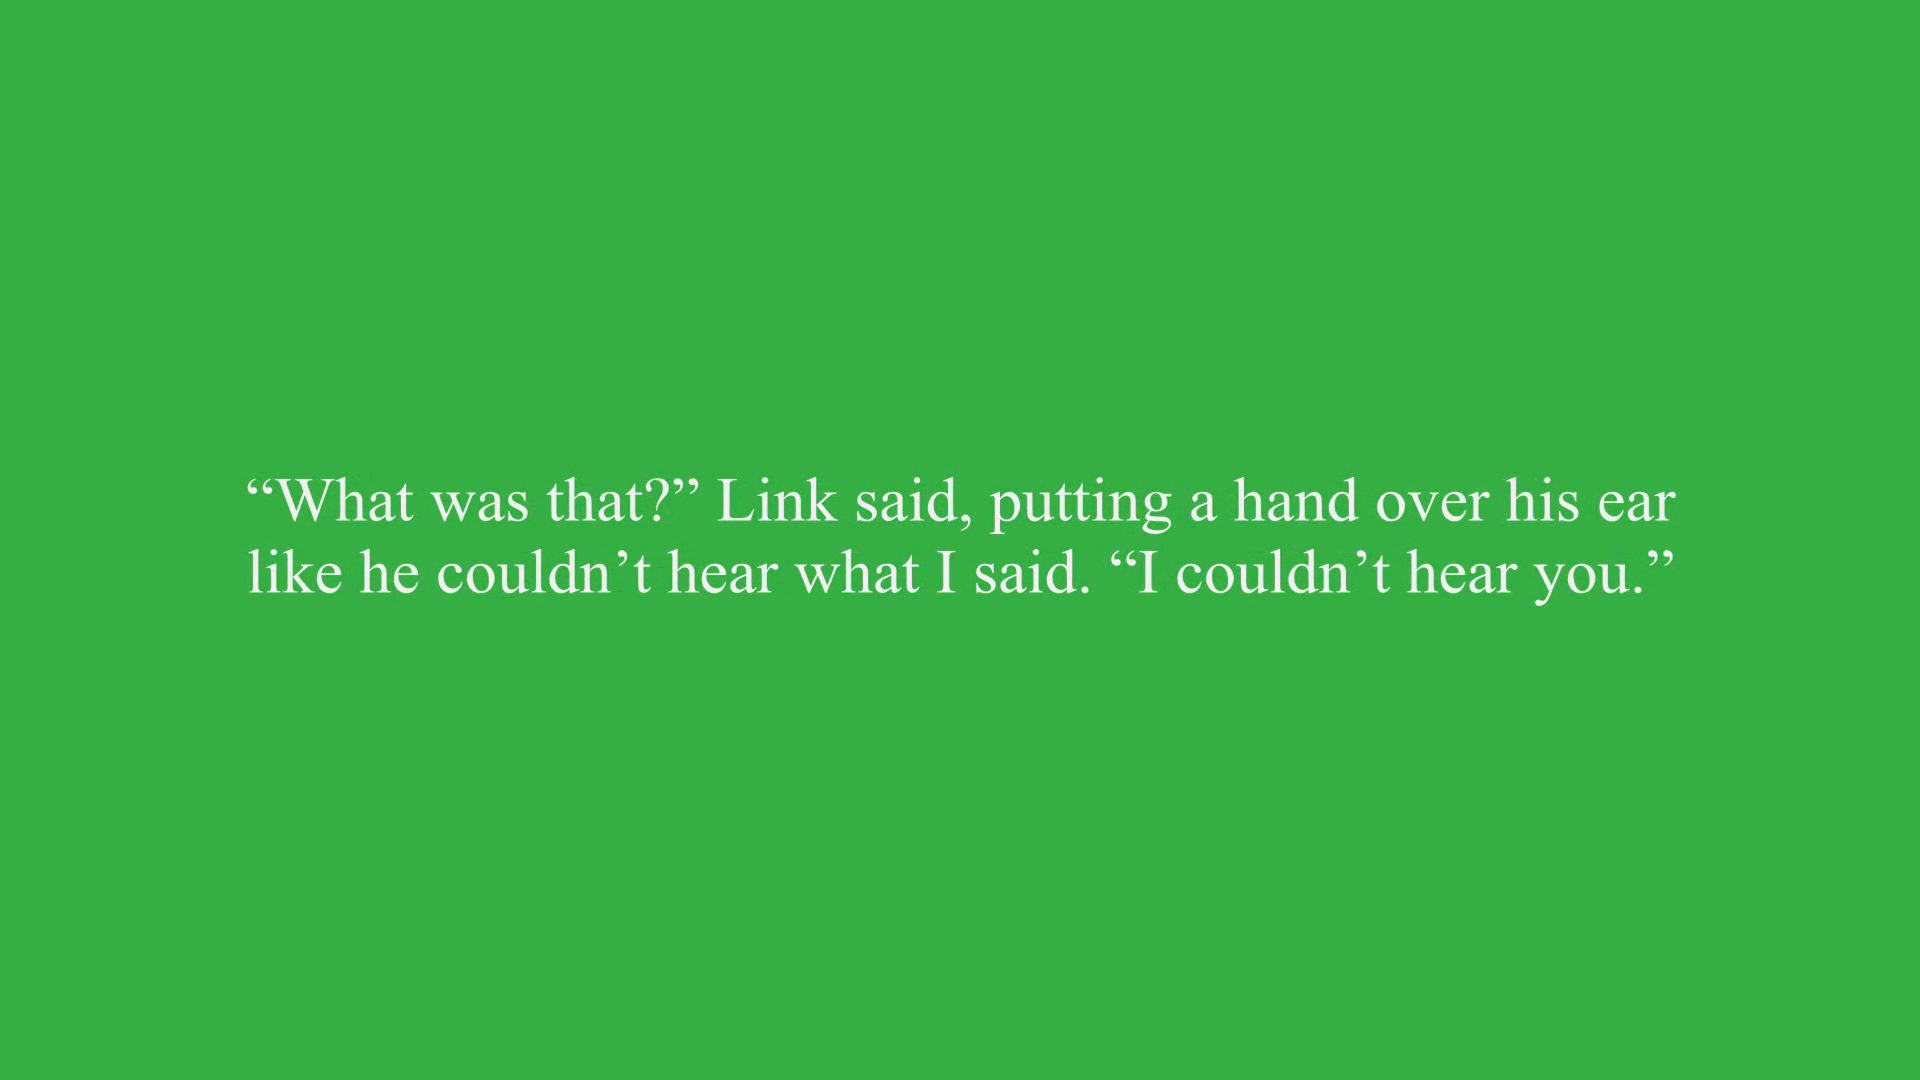 “What was that?” Link said, putting a hand over his ear
like he couldn’t hear what I said. “I couldn’t hear you.”